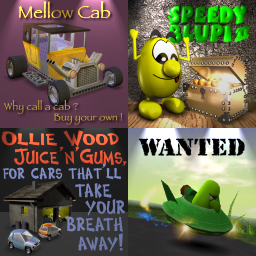 Mellow Cab
Why call a cab ?
Buy your own !
SPEEDY
OLLIE WOOD
JUICE'N'GUMS,
FOR CARS THAT'LL
TAKE
YOUR
BREATH
AWAY!
WANTED